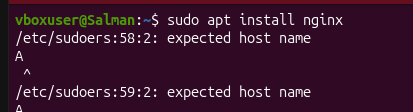 vboxuser@Salman:~$ sudo apt install nginx
/etc/sudoers:58:2: expected host name
A
^
/etc/sudoers:59:2: expected host name
A